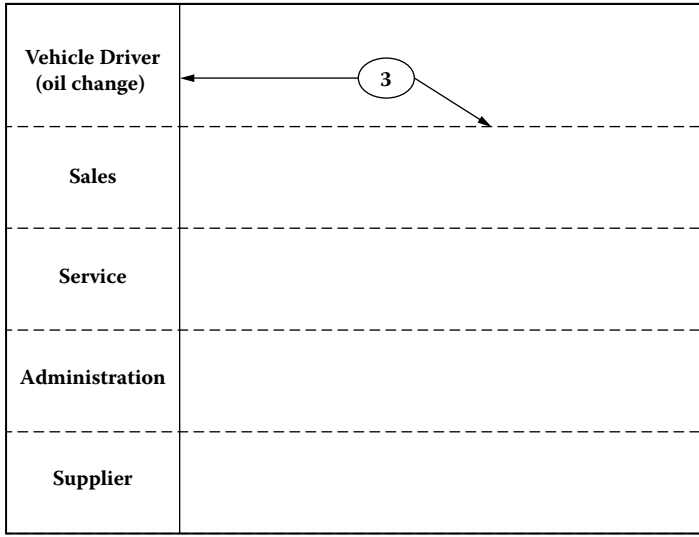 Vehicle Driver
(oil change)
3
Sales
Service
Administration
Supplier